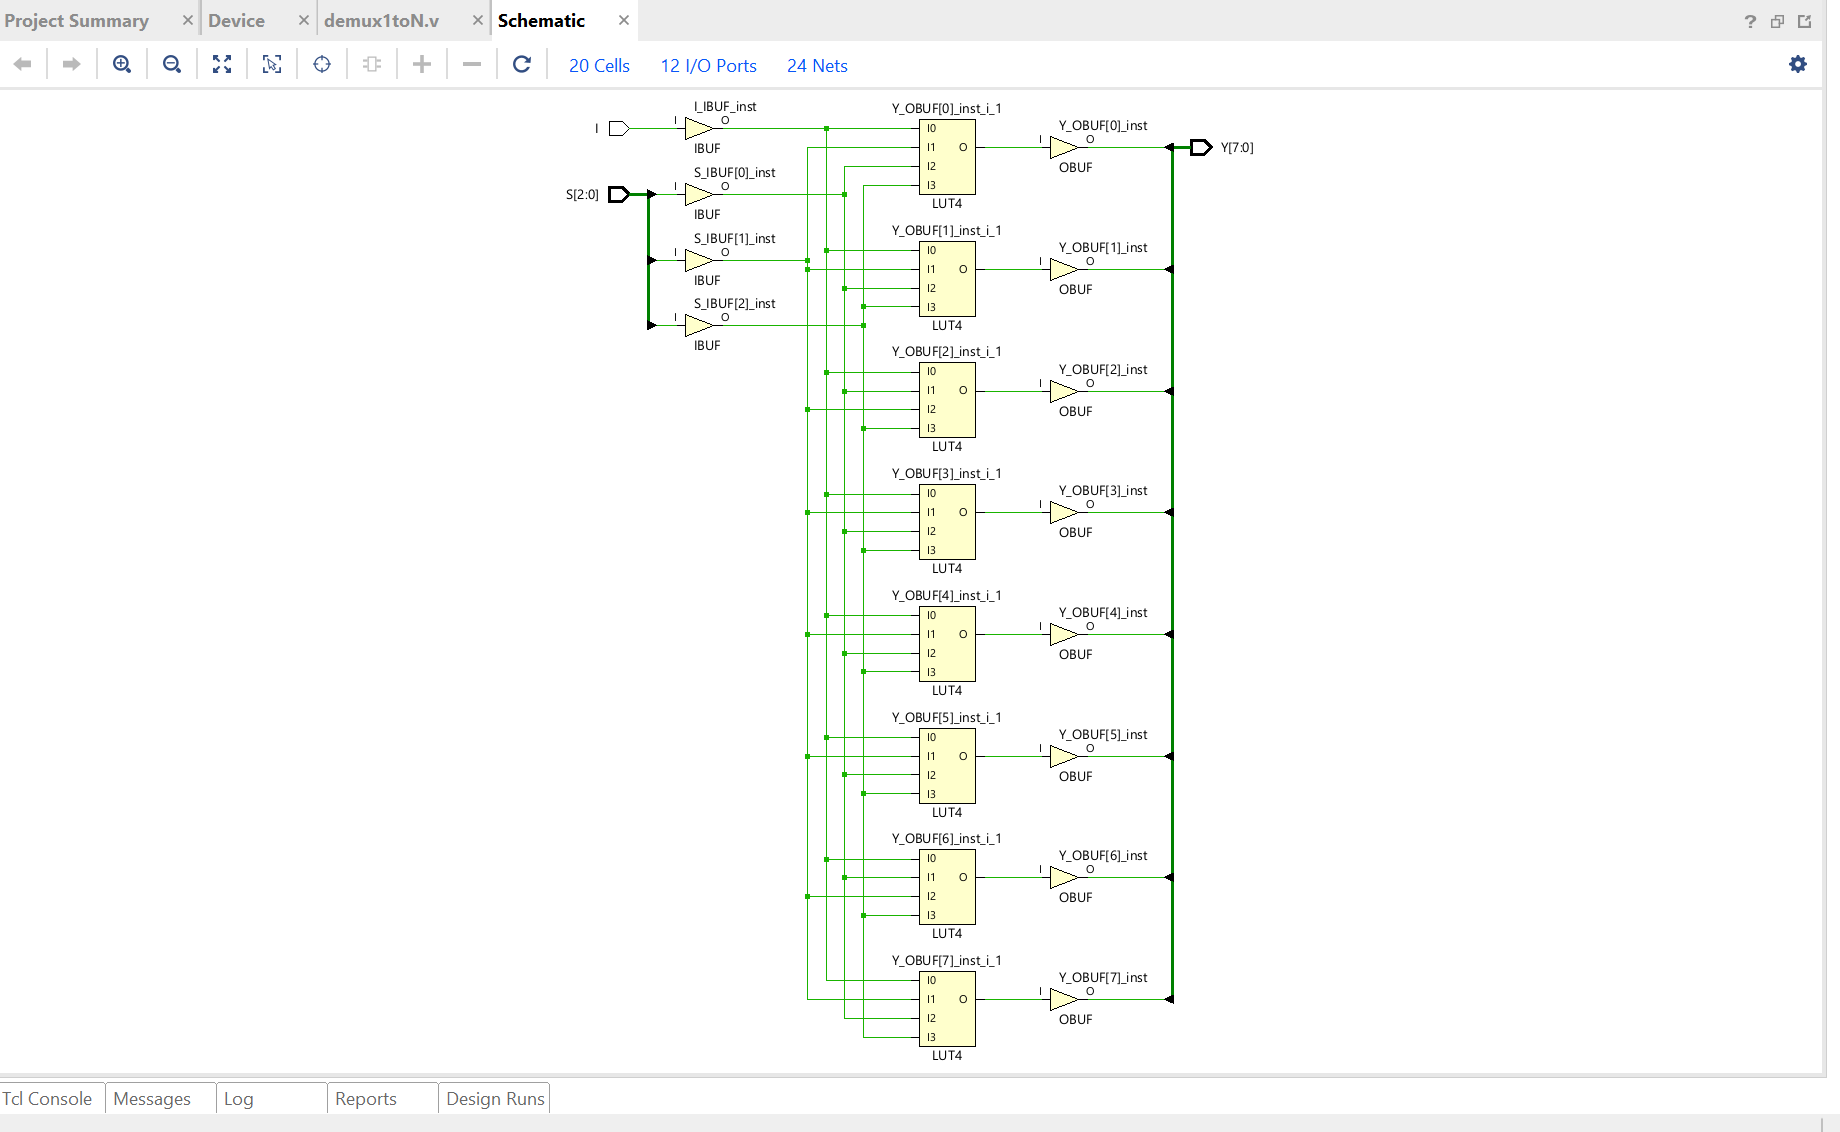 Project Summary
Device
demux1toN.v
Schematic
20 Cells
12 I/O Ports
24 Nets
I
I_IBUF_inst
I
O
IBUF
S[2:0]
S_IBUF[0]_inst
I
O
IBUF
S_IBUF[1]_inst
I
O
IBUF
S_IBUF[2]_inst
I
O
IBUF
Y_OBUF[0]_inst_i_1
I0
I1
I2
I3
O
LUT4
Y_OBUF[0]_inst
I
O
OBUF
Y[7:0]
Y_OBUF[1]_inst_i_1
I0
I1
I2
I3
O
LUT4
Y_OBUF[1]_inst
I
O
OBUF
Y_OBUF[2]_inst_i_1
I0
I1
I2
I3
O
LUT4
Y_OBUF[2]_inst
I
O
OBUF
Y_OBUF[3]_inst_i_1
I0
I1
I2
I3
O
LUT4
Y_OBUF[3]_inst
I
O
OBUF
Y_OBUF[4]_inst_i_1
I0
I1
I2
I3
O
LUT4
Y_OBUF[4]_inst
I
O
OBUF
Y_OBUF[5]_inst_i_1
I0
I1
I2
I3
O
LUT4
Y_OBUF[5]_inst
I
O
OBUF
Y_OBUF[6]_inst_i_1
I0
I1
I2
I3
O
LUT4
Y_OBUF[6]_inst
I
O
OBUF
Y_OBUF[7]_inst_i_1
I0
I1
I2
I3
O
LUT4
Y_OBUF[7]_inst
I
O
OBUF
Tcl Console
Messages
Log
Reports
Design Runs